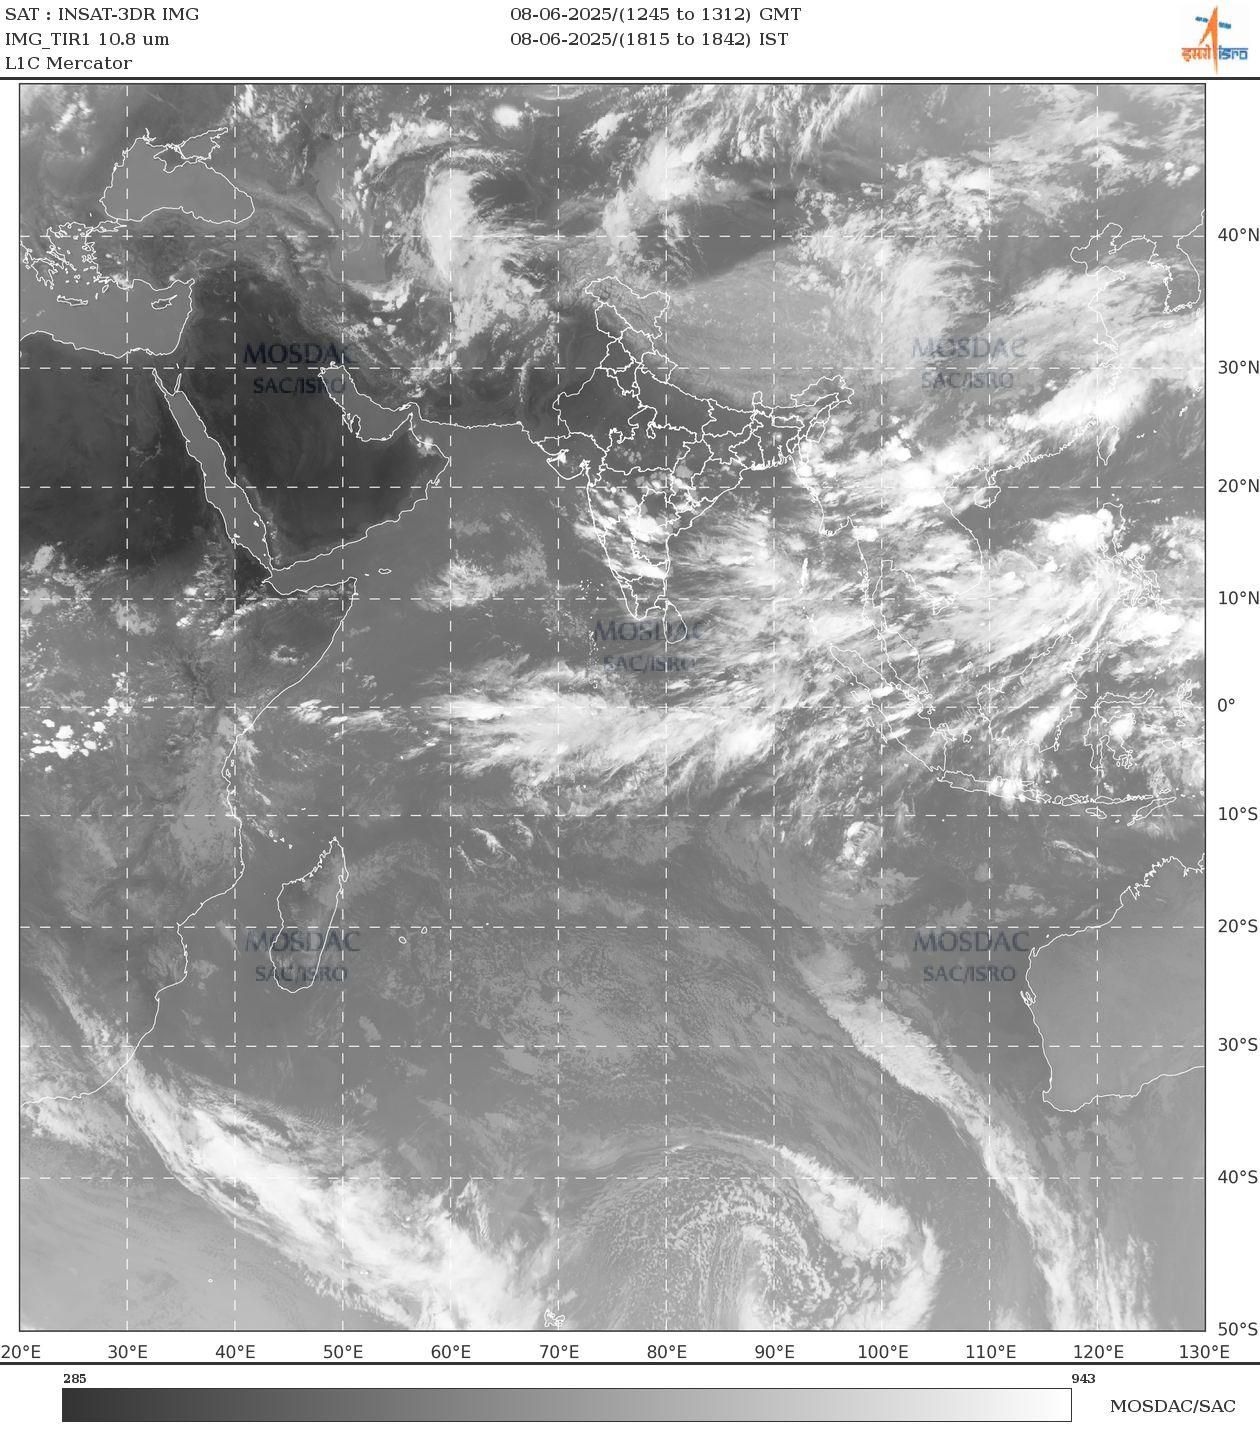 SAT : INSAT-3DR IMG
08-06-2025/(1245 to 1312) GMT
IMG_TIR1 10.8 um
08-06-2025/(1815 to 1842) IST
L1C Mercator
इसरो isro
40°N
MOSDAC
SAC/ISRO
MOSDAC
SAC/ISRO
30°N
20°N
10°N
MOSDAC
SAC/ISRO
0°
10°S
20°S
MOSDAC
SAC/ISRO
MOSDAC
SAC/ISRO
30°S
40°S
50°S
20°E 30°E 40°E 50°E 60°E 70°E 80°E 90°E 100°E 110°E 120°E 130°E
285
943
MOSDAC/SAC